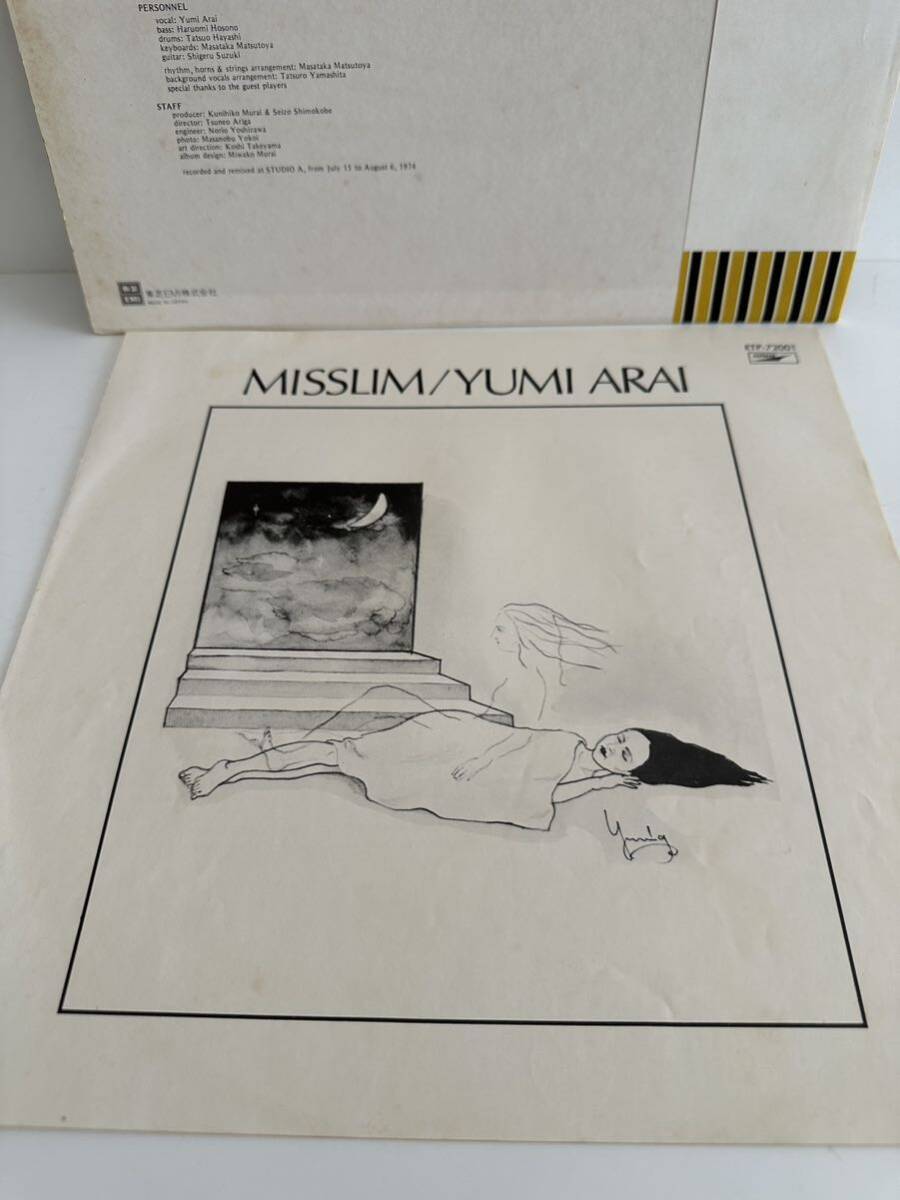 PERSONNEL
vocal: Yumi Arai
bass: Haruomi Hosono
drums: Tatsuo Hayashi
keyboards: Masataka Matsutoya
guitar: Shigeru Suzuki
rhythm, horns & strings arrangement: Masataka Matsutoya
background vocals arrangement: Tatsuro Yamashita
special thanks to the guest players
STAFF
producer: Kunihiko Murai & Seizo Shimokobe
director: Tsuneo Ariga
engineer: Norio Yoshizawa
photo: Masanobu Yokoi
art direction: Koshi Takeyama
album design: Miwako Murai
recorded and remixed at STUDIO A, from July 15 to August 6, 1974
東芝EMI株式会社
MADE IN JAPAN
ETP-72001
MISSLIM/YUMI ARAI
Yuming